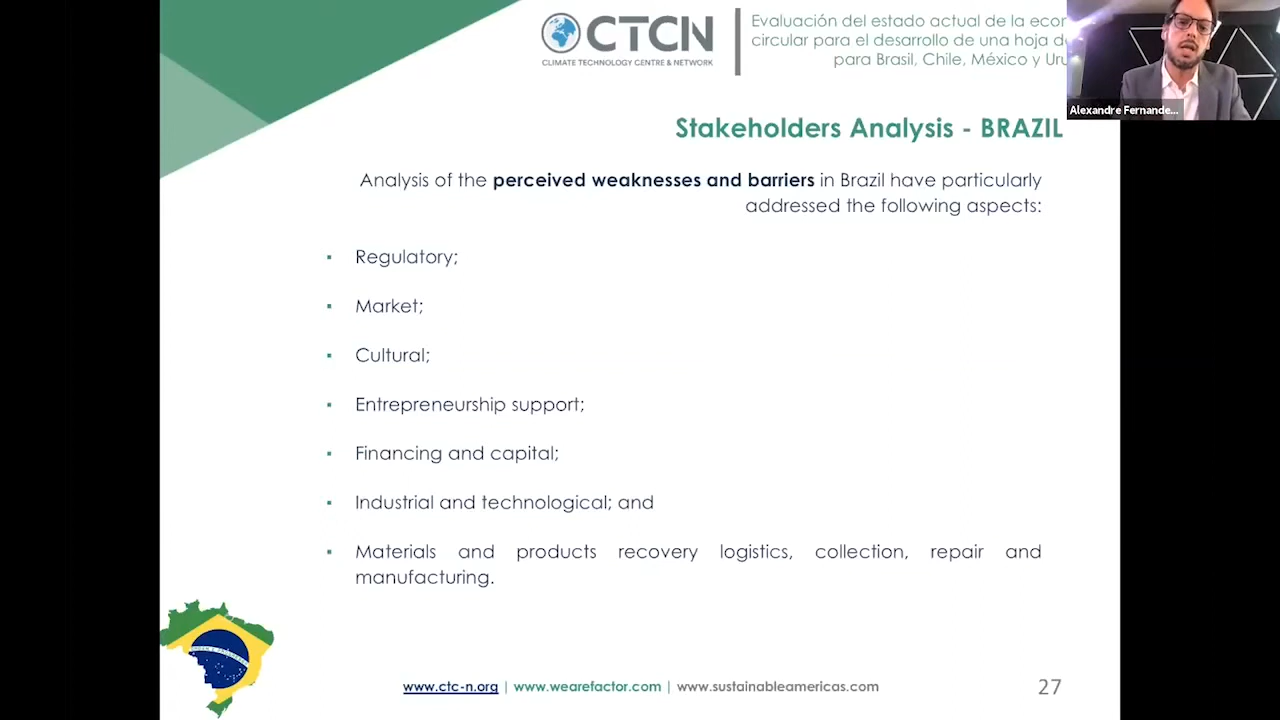 CTCN
CLIMATE TECHNOLOGY CENTRE & NETWORK
Evaluación del estado actual de la
circular para el desarrollo de una hoja
para Brasil, Chile, México y
Alexandre Fernande...
Stakeholders Analysis - BRAZIL
Analysis of the perceived weaknesses and barriers in Brazil have particularly
addressed the following aspects:
▪ Regulatory;
▪ Market;
▪ Cultural;
▪ Entrepreneurship support;
▪ Financing and capital;
▪ Industrial and technological; and
▪ Materials and products recovery logistics, collection, repair and
manufacturing.
www.ctc-n.org | www.wearefactor.com | www.sustainableamericas.com
27